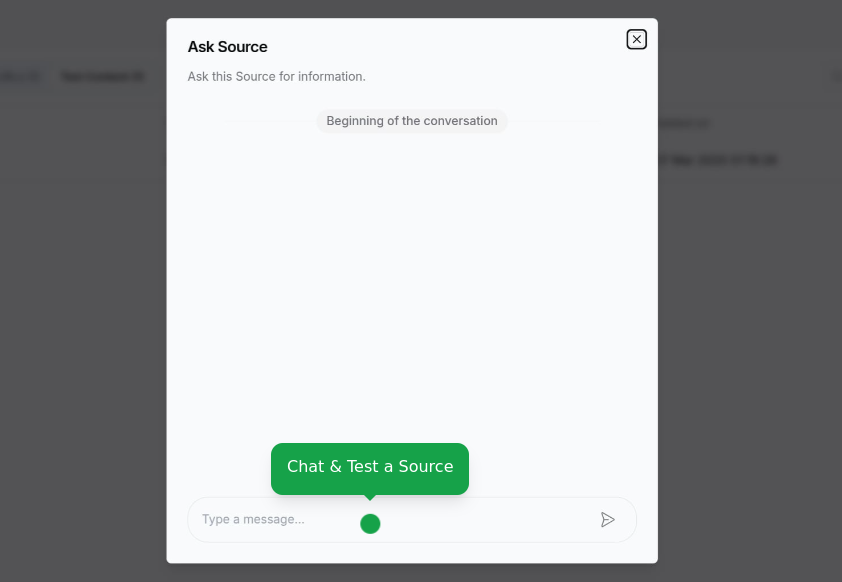 Ask Source
Ask this Source for information.
Beginning of the conversation
Chat & Test a Source
Type a message...